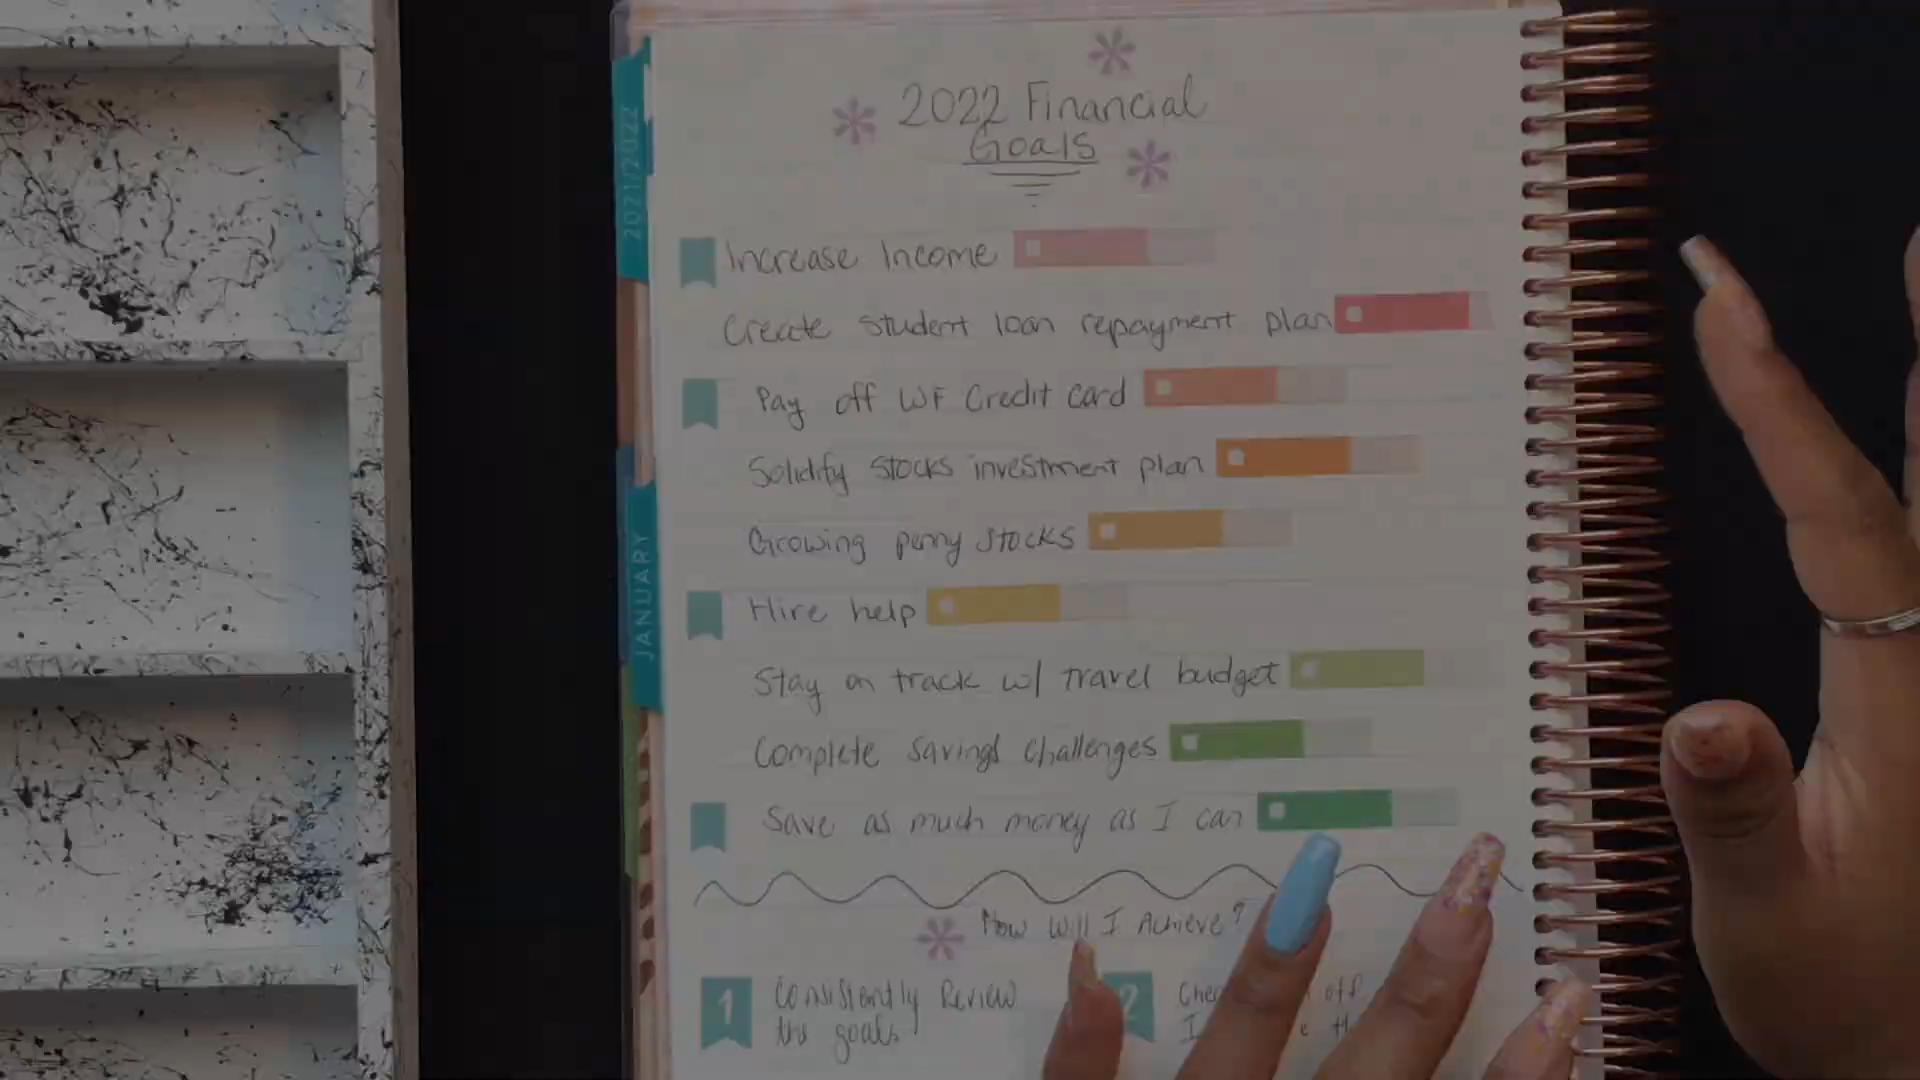 2022 Financial
Goals
2021/2022
Increase Income
Create student loan repayment plan
Pay off WF Credit card
Solidify stocks investment plan
Growing penny stocks
JANUARY
Hire help
Stay on track w/ travel budget
Complete savings challenges
Save as much money as I can
How Will I Achieve?
1 Consistently Review
the goals
2 off
I